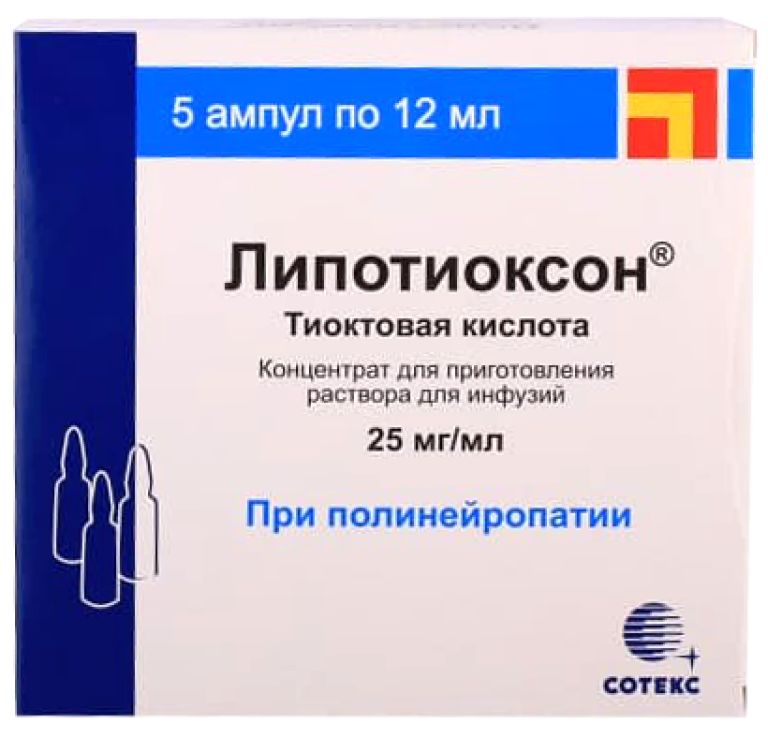 5 ампул по 12 мл
Липотиоксон®
Тиоктовая кислота
Концентрат для приготовления
раствора для инфузий
25 мг/мл
При полинейропатии
СОТЕКС